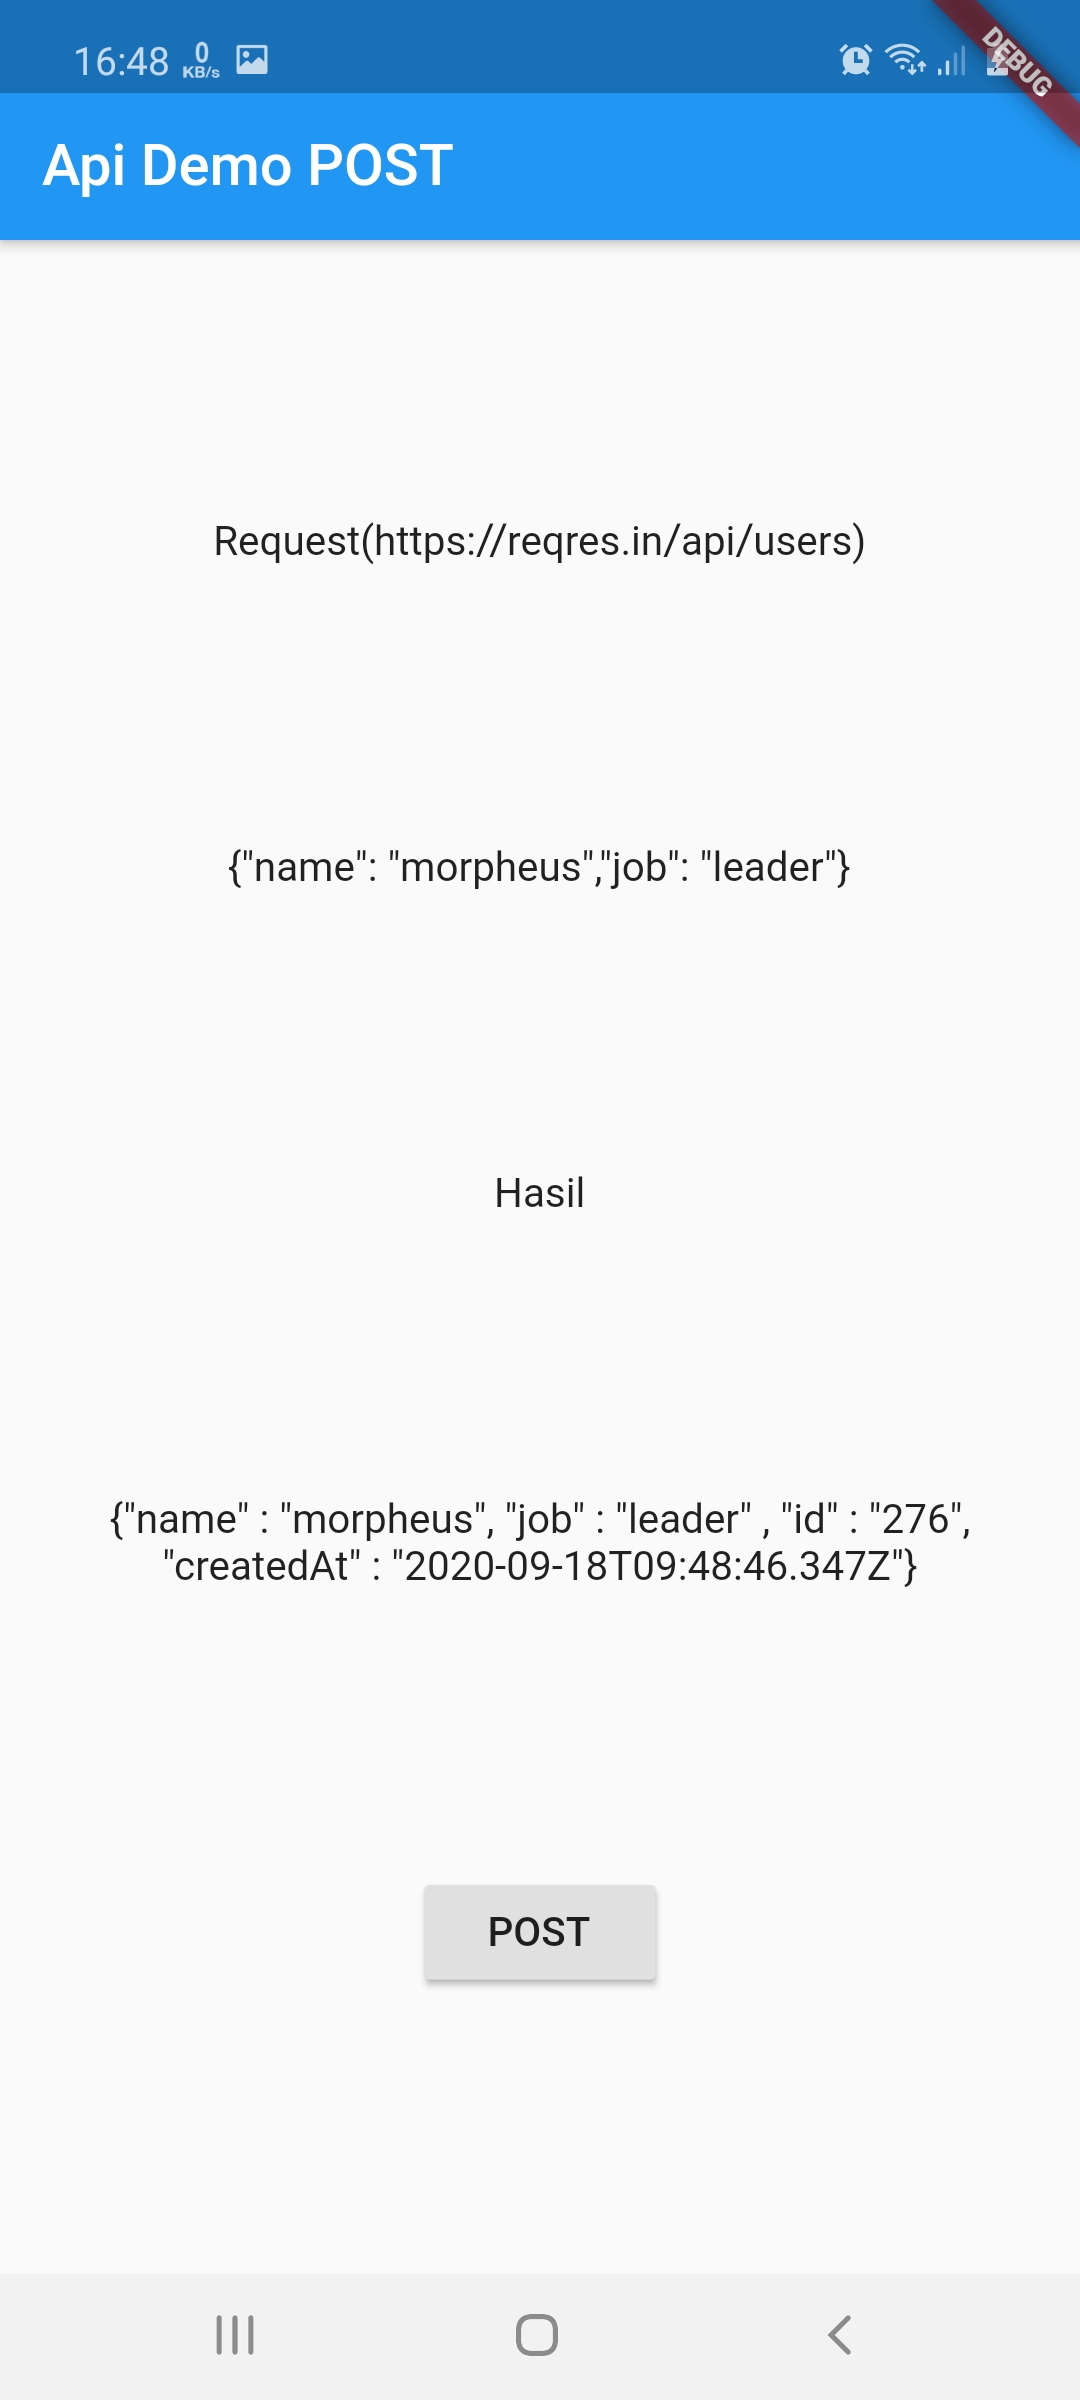 16:48 0 KB/s
DEBUG
Api Demo POST
Request(https://reqres.in/api/users)
{"name": "morpheus","job": "leader"}
Hasil
{"name" : "morpheus", "job" : "leader" , "id" : "276",
"createdAt" : "2020-09-18T09:48:46.347Z"}
POST